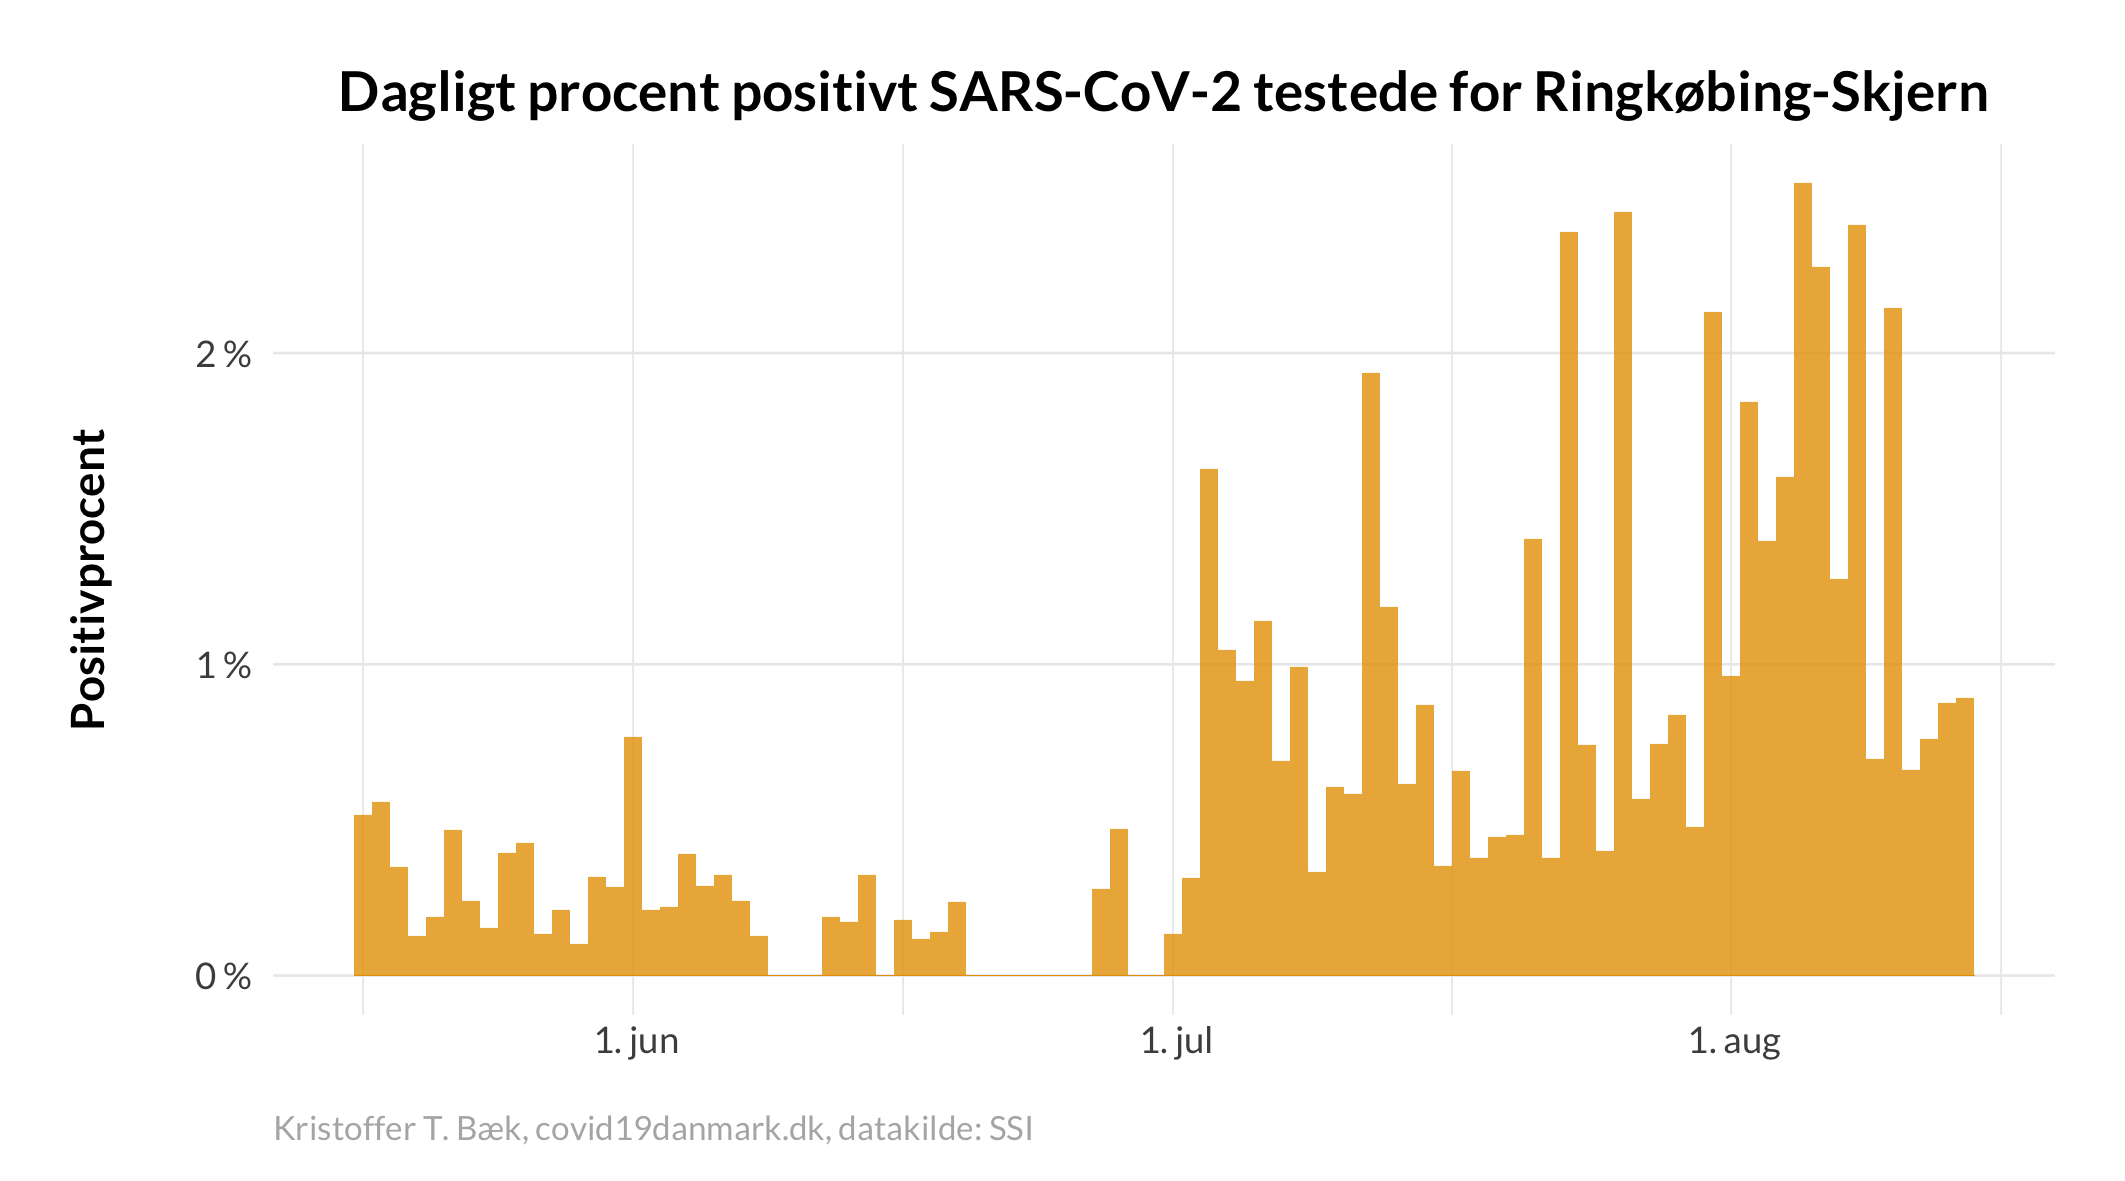 Dagligt procent positivt SARS-CoV-2 testede for Ringkøbing-Skjern
Positivprocent
2 %
1 %
0 %
1. jun
1. jul
1. aug
Kristoffer T. Bæk, covid19danmark.dk, datakilde: SSI